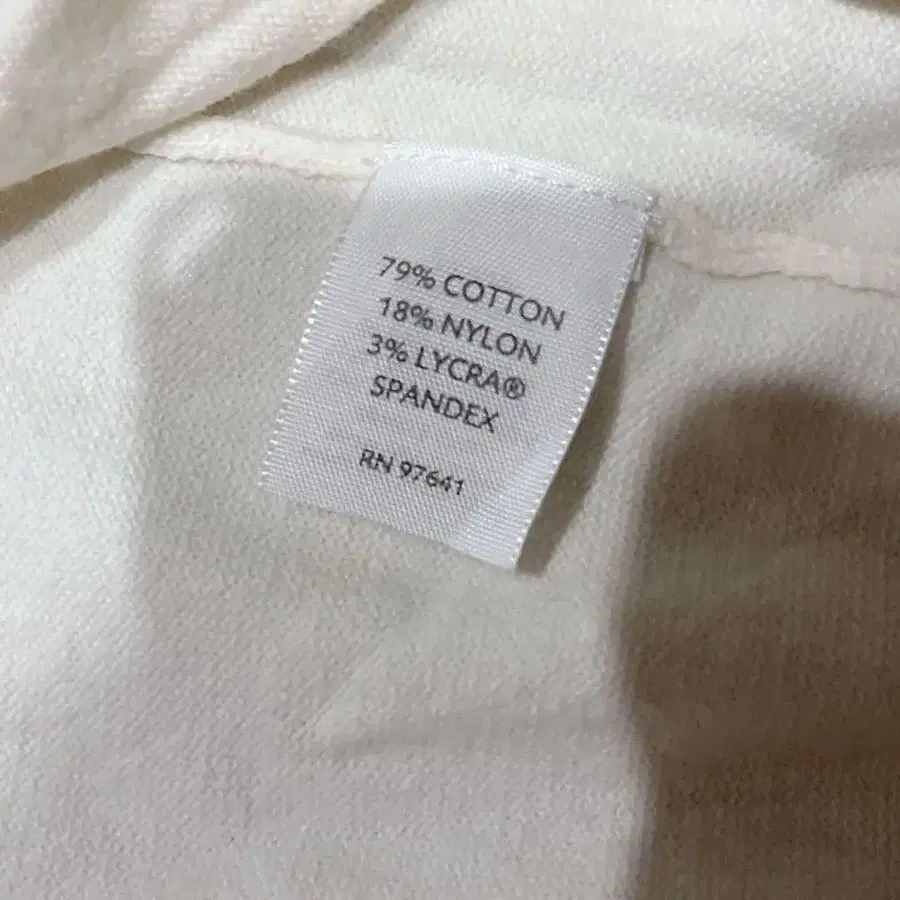 79% COTTON
18% NYLON
3% LYCRA®
SPANDEX
RN 97641